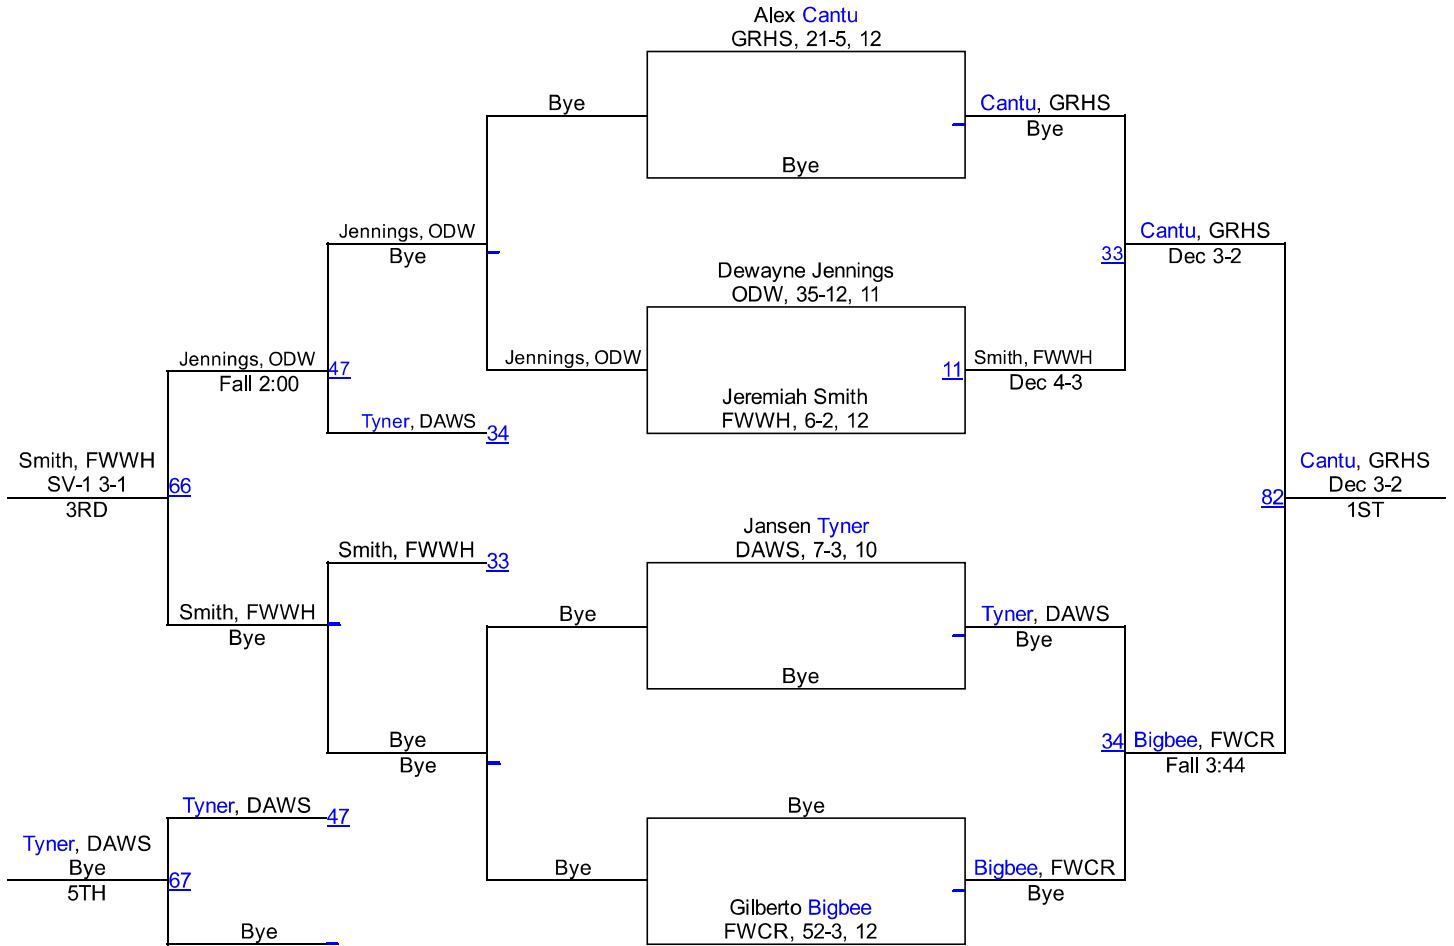 Alex Cantu
GRHS, 21-5, 12
Bye
Cantu, GRHS
Bye
Bye
Jennings, ODW
Bye
Cantu, GRHS
33
Dec 3-2
Dewayne Jennings
ODW, 35-12, 11
Jennings, ODW
47
Fall 2:00
Jennings, ODW
11
Smith, FWWH
Dec 4-3
Jeremiah Smith
FWWH, 6-2, 12
Tyner, DAWS
34
Smith, FWWH
SV-1 3-1
66
3RD
Cantu, GRHS
Dec 3-2
82
1ST
Jansen Tyner
DAWS, 7-3, 10
Smith, FWWH
33
Smith, FWWH
Bye
Bye
Tyner, DAWS
Bye
Bye
Bye
Bye
34
Bigbee, FWCR
Fall 3:44
Tyner, DAWS
47
Bye
Tyner, DAWS
Bye
67
5TH
Bye
Bigbee, FWCR
Bye
Gilberto Bigbee
FWCR, 52-3, 12
Bye